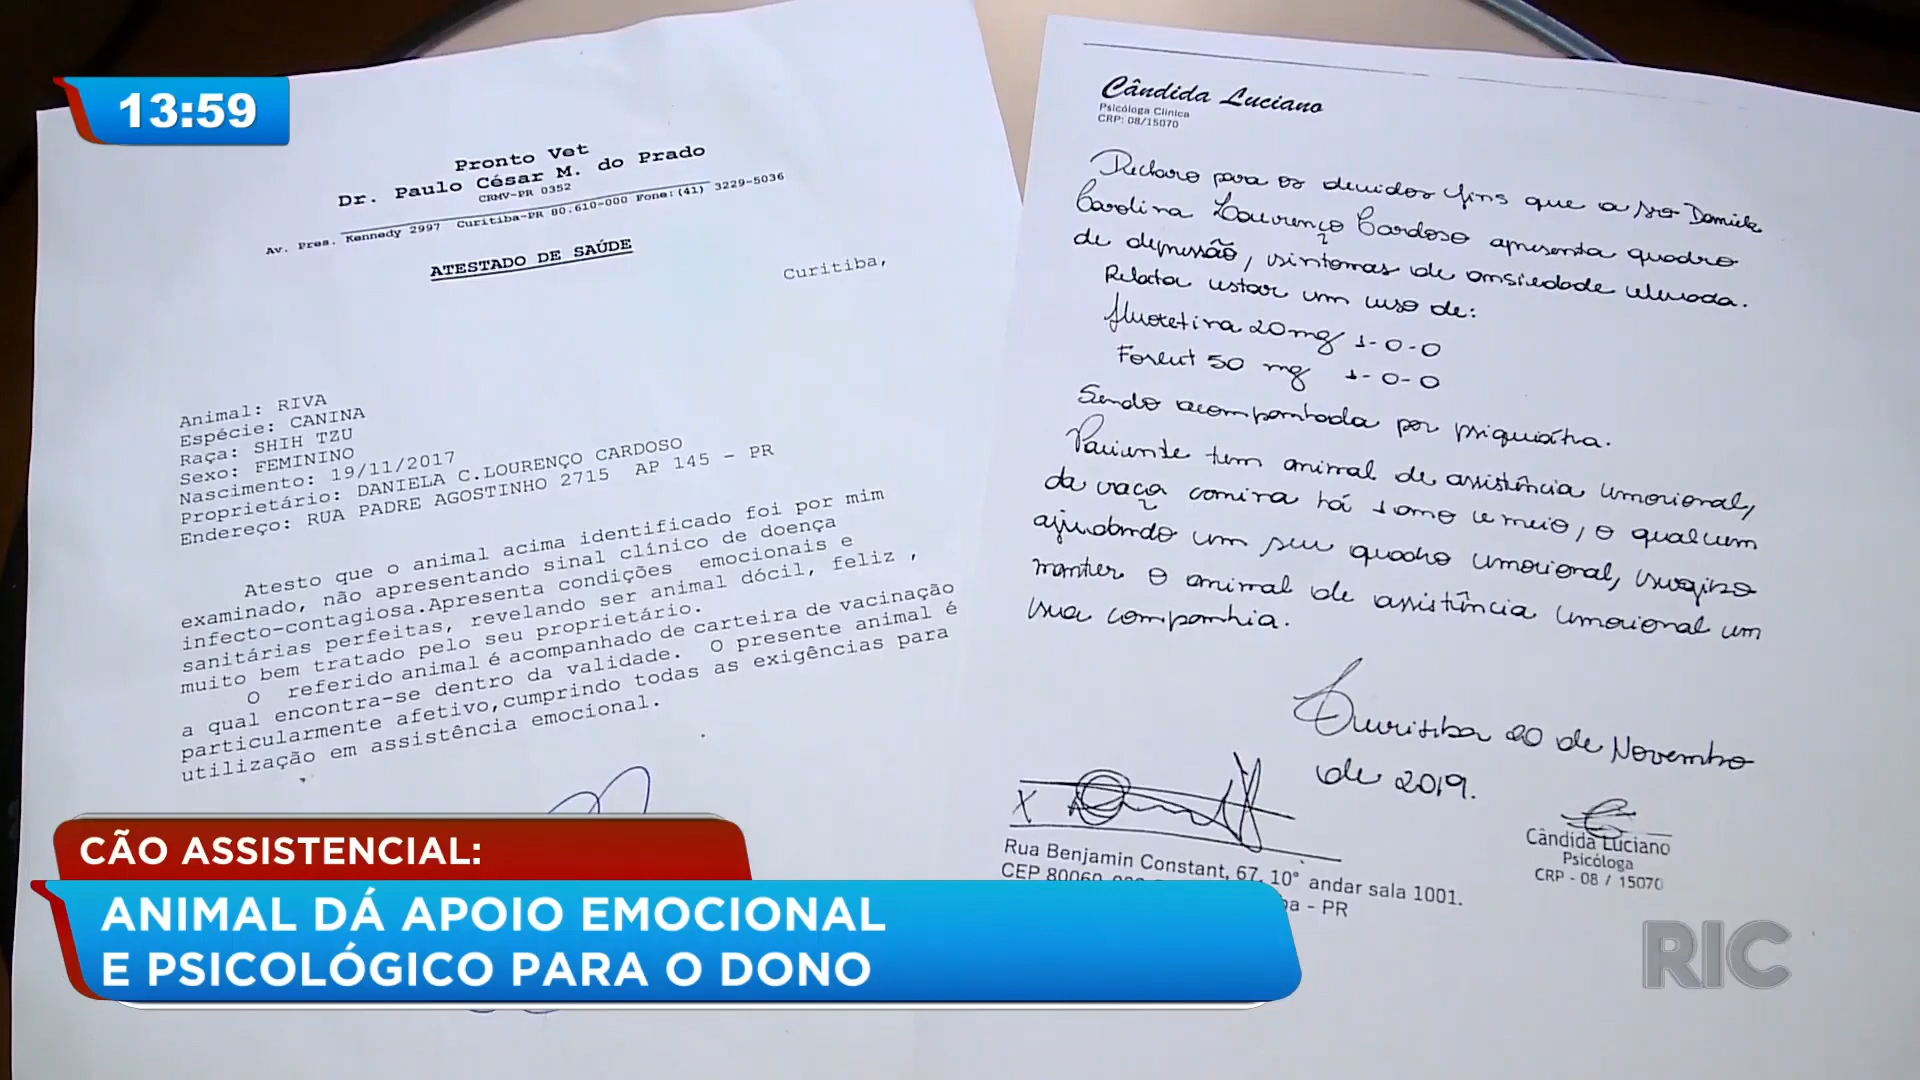 13:59
Pronto Vet
Dr. Paulo César M. do Prado
CRMV-PR 0352
Av. Pres. Kennedy 2997 Curitiba-PR 80.610-000 Fone:(41) 3229-5036
ATESTADO DE SAÚDE
Curitiba,
Animal: RIVA
Espécie: CANINA
Raça: SHIH TZU
Sexo: FEMININO
Nascimento: 19/11/2017
Proprietário: DANIELA C.LOURENÇO CARDOSO
Endereço: RUA PADRE AGOSTINHO 2715 AP 145 - PR
Atesto que o animal acima identificado foi por mim
examinado, não apresentando sinal clínico de doença
infecto-contagiosa.Apresenta condições emocionais e
sanitárias perfeitas, revelando ser animal dócil, feliz ,
muito bem tratado pelo seu proprietário.
O referido animal é acompanhado de carteira de vacinação
a qual encontra-se dentro da validade. O presente animal é
particularmente afetivo,cumprindo todas as exigências para
utilização em assistência emocional.
Cândida Luciano
Psicóloga Clínica
CRP: 08/15070
Declaro para os devidos fins que a sra
Carolina Lourenço Cardoso apresenta quadro
de depressão, sintomas de ansiedade elevada.
Relata estar em uso de:
fluoxetina 20mg 1-0-0
50 mg 1-0-0
Sendo acompanhada por psiquiatra.
Paciente tem animal de assistência emocional,
da raça canina há 1 ano e meio, o qual vem
ajudando em seu quadro emocional,
manter o animal de assistência emocional em
sua companhia.
Curitiba 20 de Novembro
de 2019.
X
Cândida Luciano
Psicóloga
CRP - 08 / 15070
Rua Benjamin Constant, 67, 10° andar sala 1001.
CEP 80060
- PR
CÃO ASSISTENCIAL:
ANIMAL DÁ APOIO EMOCIONAL
E PSICOLÓGICO PARA O DONO
RIC